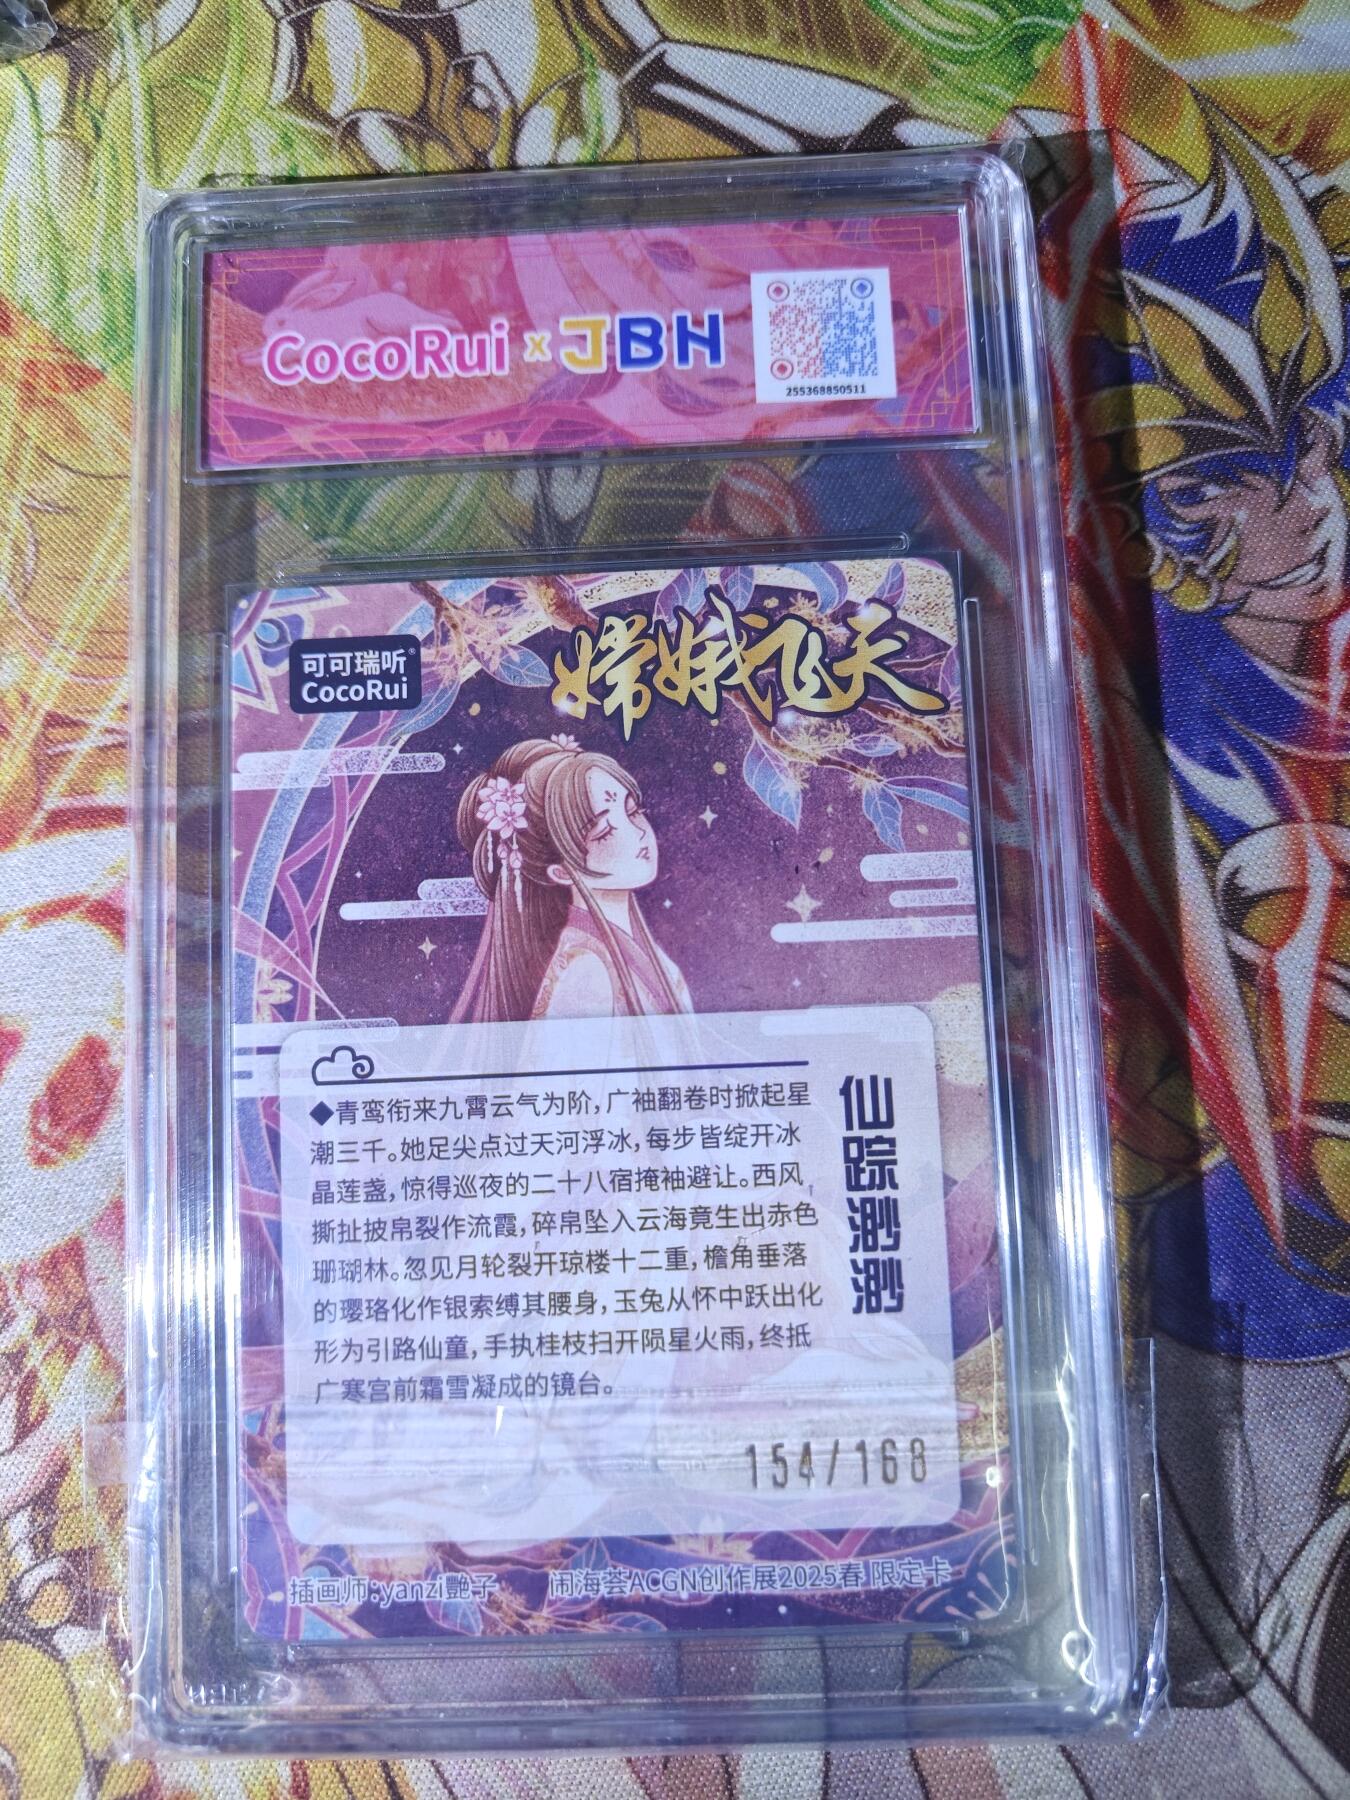 CocoRui x JBH
255368850511
可可瑞听®
CocoRui
嫦娥飞天
仙踪渺渺
◆青鸾衔来九霄云气为阶，广袖翻卷时掀起星
潮三千。她足尖点过天河浮冰，每步皆绽开冰
晶莲盏，惊得巡夜的二十八宿掩袖避让。西风
撕扯披帛裂作流霞，碎帛坠入云海竟生出赤色
珊瑚林。忽见月轮裂开琼楼十二重，檐角垂落
的璎珞化作银索缚其腰身，玉兔从怀中跃出化
形为引路仙童，手执桂枝扫开陨星火雨，终抵
广寒宫前霜雪凝成的镜台。
154/168
插画师：yanzi艷子 闹海荟ACGN创作展2025春 限定卡